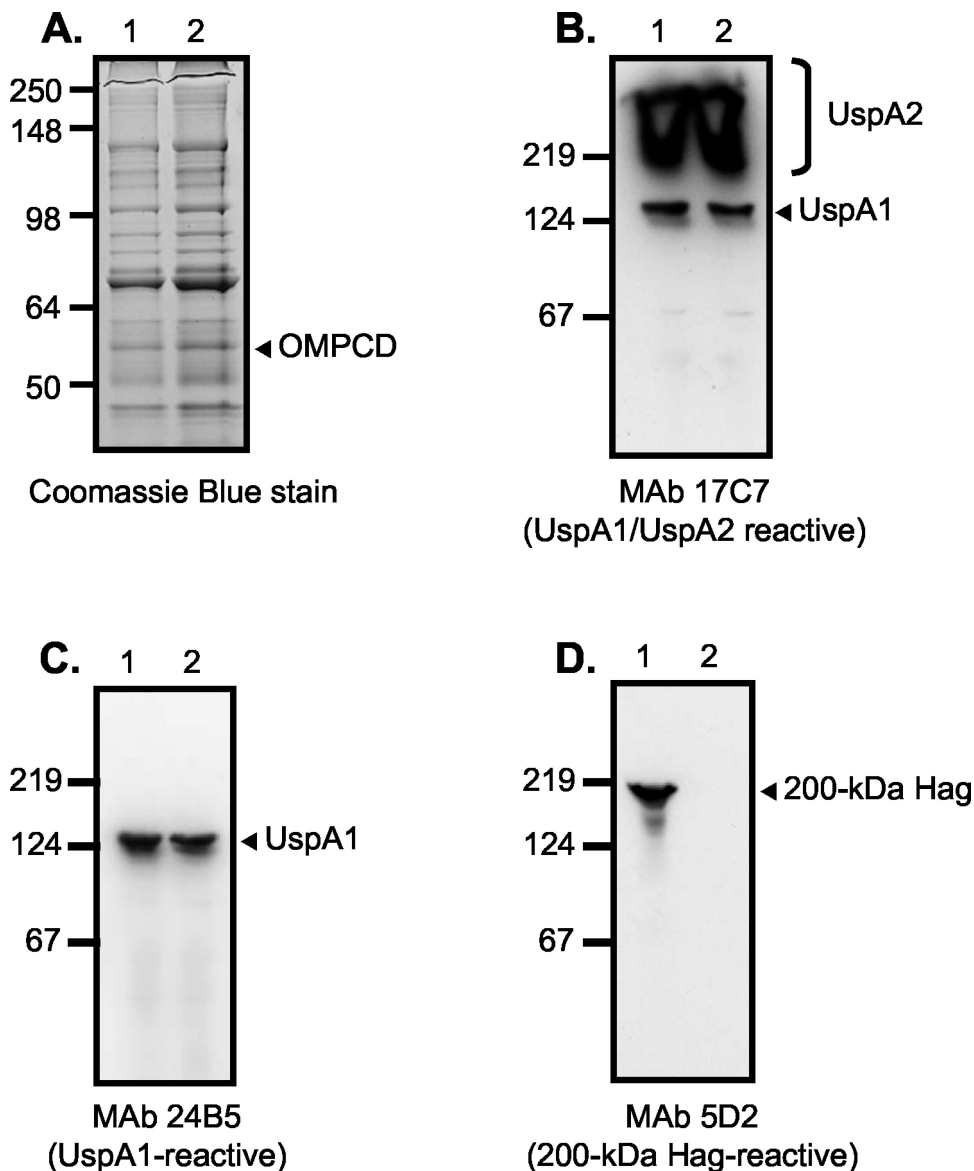 A.
1 2
250
148
98
64
50
◄ OMPCD
Coomassie Blue stain
B.
1 2
219
124
67
UspA2
◄ UspA1
MAb 17C7
(UspA1/UspA2 reactive)
C.
1 2
219
124
67
◄ UspA1
MAb 24B5
(UspA1-reactive)
D.
1 2
219
124
67
◄ 200-kDa Hag
MAb 5D2
(200-kDa Hag-reactive)